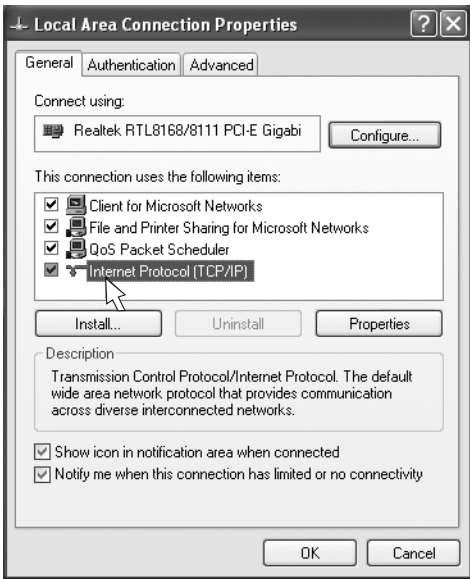 Local Area Connection Properties
General Authentication Advanced
Connect using:
Realtek RTL8168/8111 PCI-E Gigabi Configure...
This connection uses the following items:
Client for Microsoft Networks
File and Printer Sharing for Microsoft Networks
QoS Packet Scheduler
Internet Protocol (TCP/IP)
Install... Uninstall Properties
Description
Transmission Control Protocol/Internet Protocol. The default
wide area network protocol that provides communication
across diverse interconnected networks.
Show icon in notification area when connected
Notify me when this connection has limited or no connectivity
OK Cancel